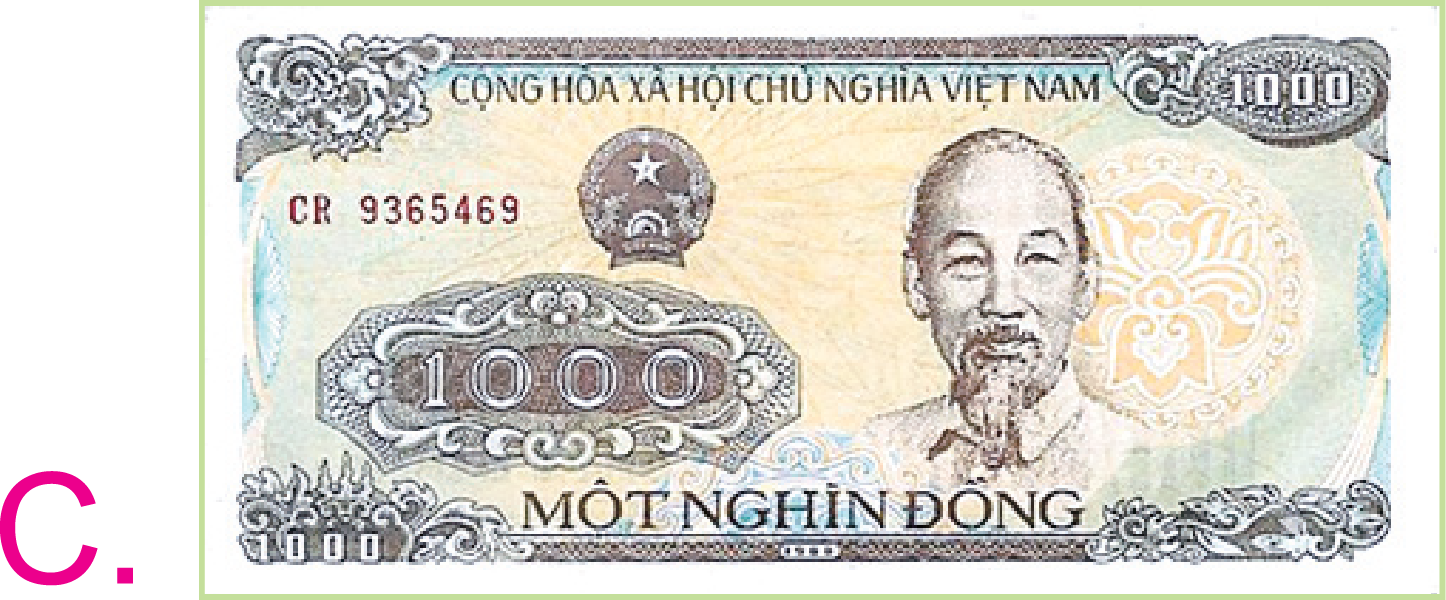 CỘNG HÒA XÃ HỘI CHỦ NGHĨA VIỆT NAM
1000
CR 9365469
1000
C.
MỘT NGHÌN ĐỒNG
1000